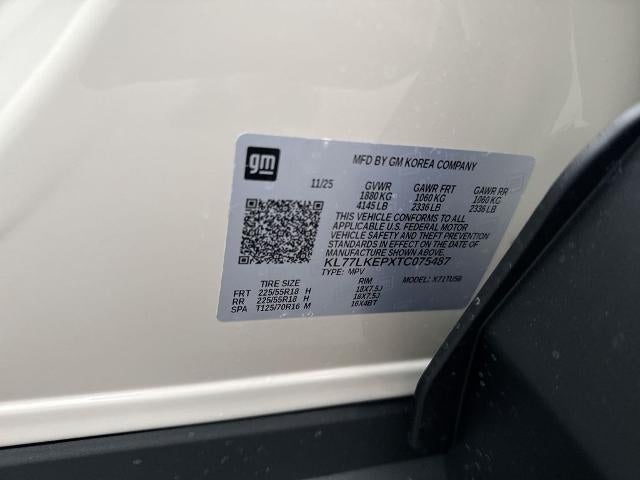 gm
MFD BY GM KOREA COMPANY
11/25 GVWR GAWR FRT GAWR RR
1880 KG 1060 KG 1060 KG
4145 LB 2336 LB 2336 LB
THIS VEHICLE CONFORMS TO ALL
APPLICABLE U.S. FEDERAL MOTOR
VEHICLE SAFETY AND THEFT PREVENTION
STANDARDS IN EFFECT ON THE DATE OF
MANUFACTURE SHOWN ABOVE.
KL77LKEPXTC075487
TYPE: MPV MODEL:
TIRE SIZE RIM
FRT 225/55R18 H 18X7.5J
RR 225/55R18 H 18X7.5J
SPA T125/70R16 M 16X4BT